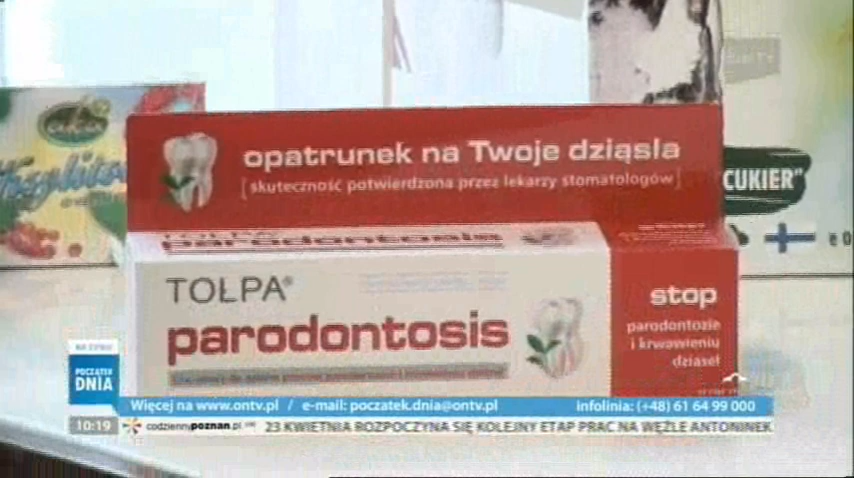 opatrunek na Twoje dziąsła
[skuteczność potwierdzona przez lekarzy stomatologów]
CUKIER"
parodontosis
TOŁPA®
parodontosis
stop
parodontozie
i krwawieniu
dziąseł
POCZĄTEK
DNIA
Więcej na www.ontv.pl / e-mail: poczatek.dnia@ontv.pl
infolinia: (+48) 61 64 99 000
10:19
codziennypoznan.pl
23 KWIETNIA ROZPOCZYNA SIĘ KOLEJNY ETAP PRAC NA WĘŹLE ANTONINEK